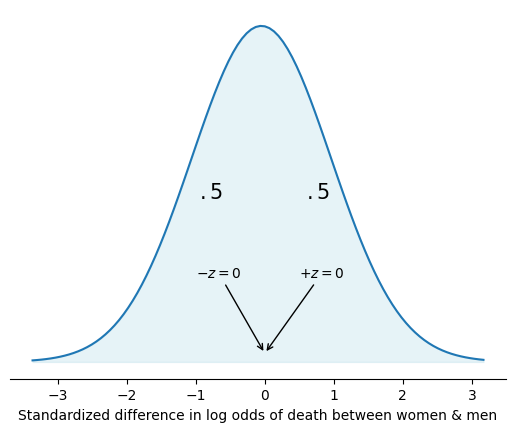 .5 .5
−z = 0 +z = 0
−3 −2 −1 0 1 2 3
Standardized difference in log odds of death between women & men